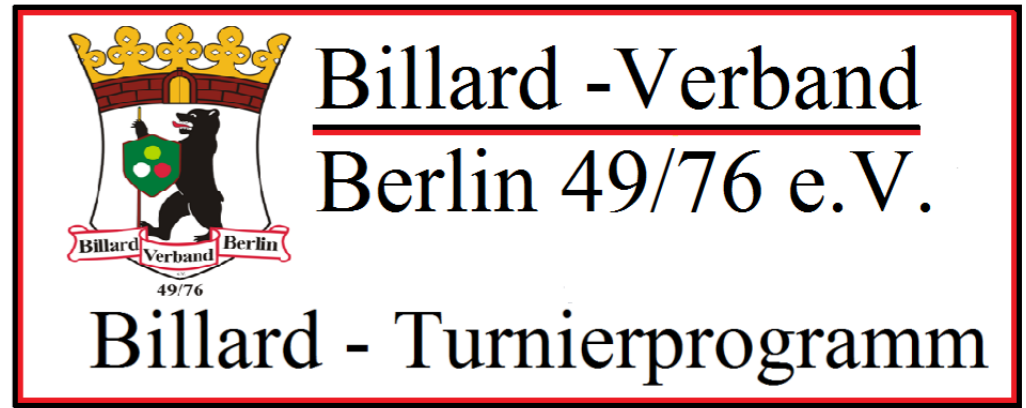 Billard -Verband
Berlin 49/76 e.V.
Billard Verband Berlin
49/76
Billard - Turnierprogramm